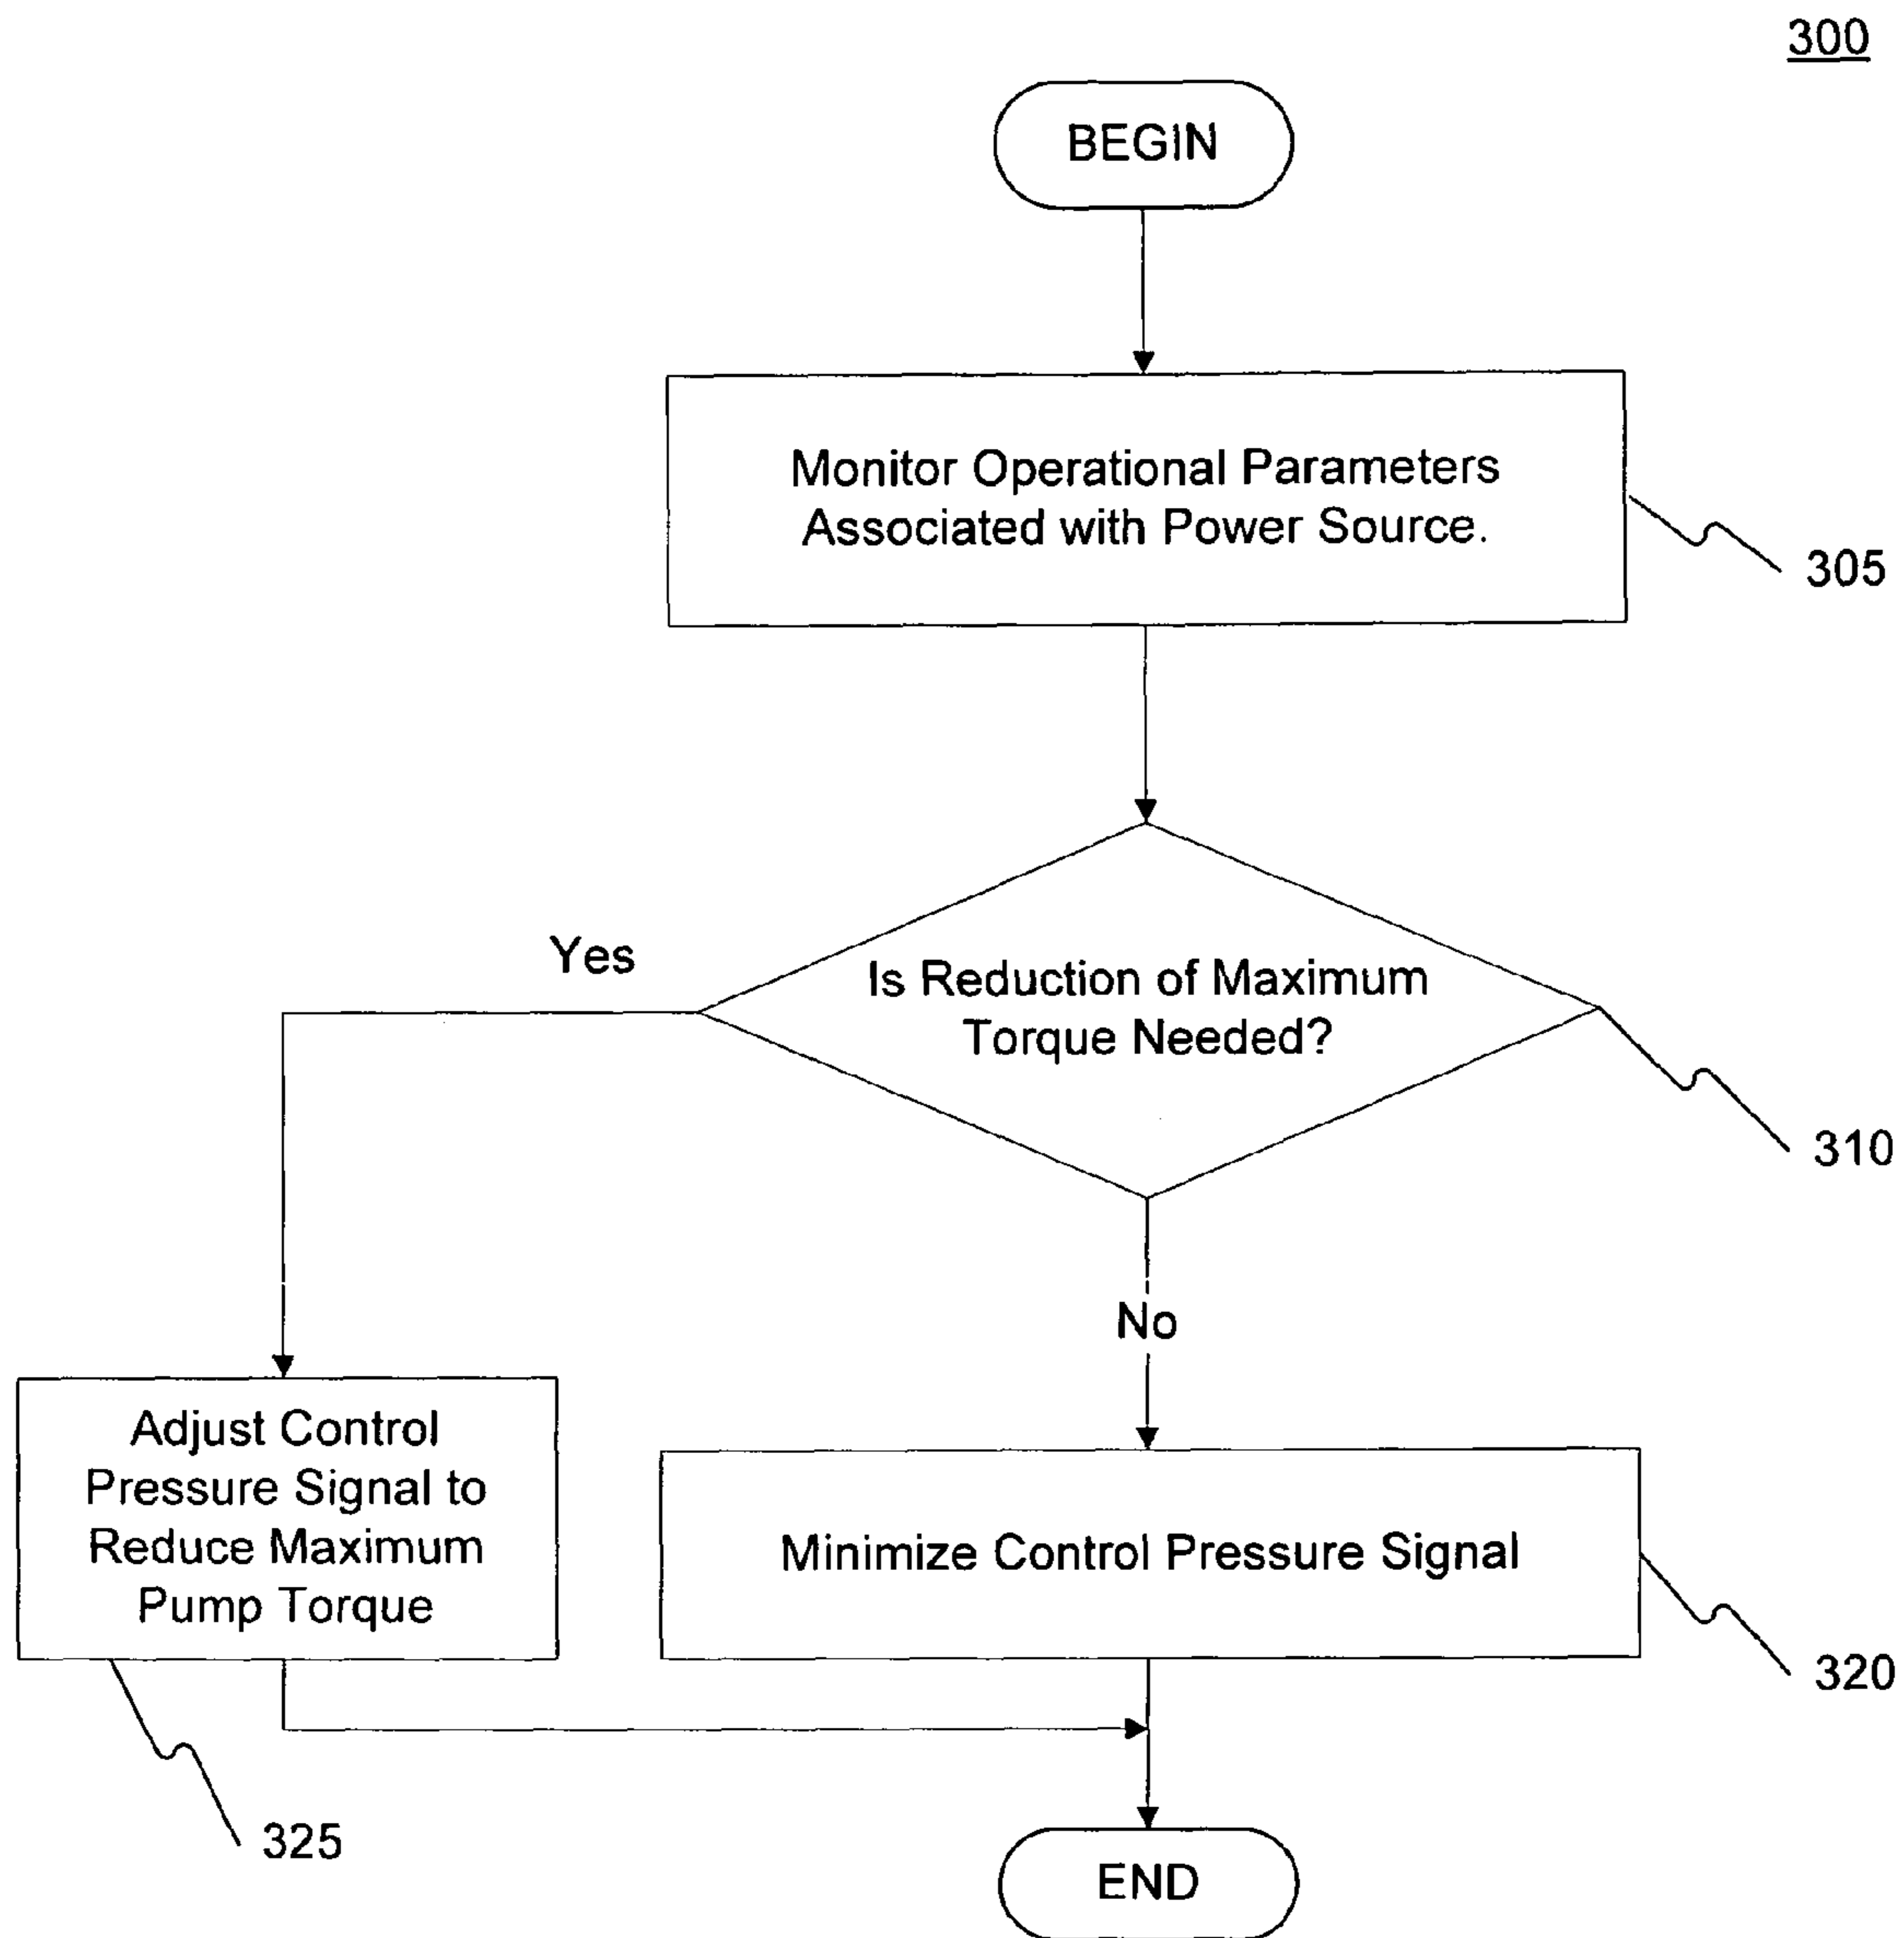 300
BEGIN
Monitor Operational Parameters
Associated with Power Source.
305
Is Reduction of Maximum
Torque Needed?
Yes
310
No
Adjust Control
Pressure Signal to
Reduce Maximum
Pump Torque
Minimize Control Pressure Signal
320
325
END